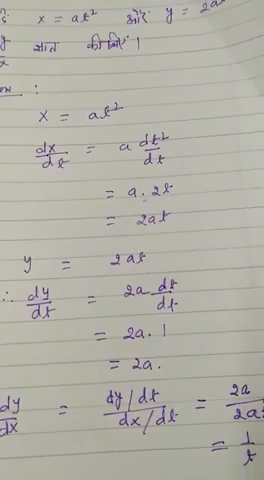 x = at² और y = 2a
ज्ञात कीजिए।
:
x = at²
dx/dt = a dt²/dt
= a. 2t
= 2at
y = 2at
∴ dy/dt = 2a dt/dt
= 2a. 1
= 2a.
dy/dx = dy/dt / dx/dt = 2a/2at
= 1/t